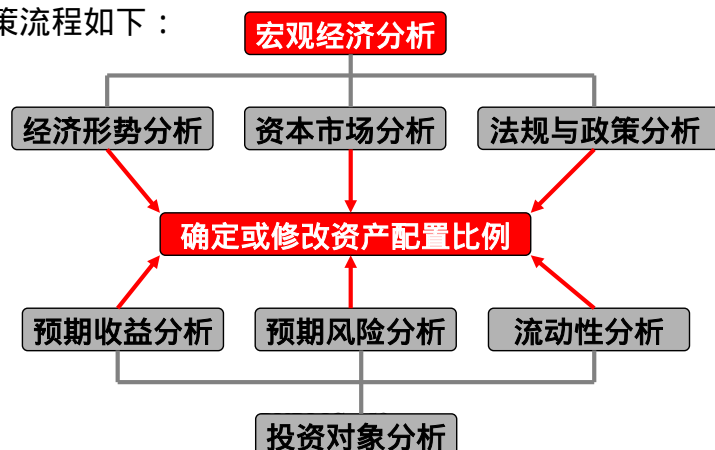 策流程如下：
宏观经济分析
经济形势分析 资本市场分析 法规与政策分析
确定或修改资产配置比例
预期收益分析 预期风险分析 流动性分析
投资对象分析